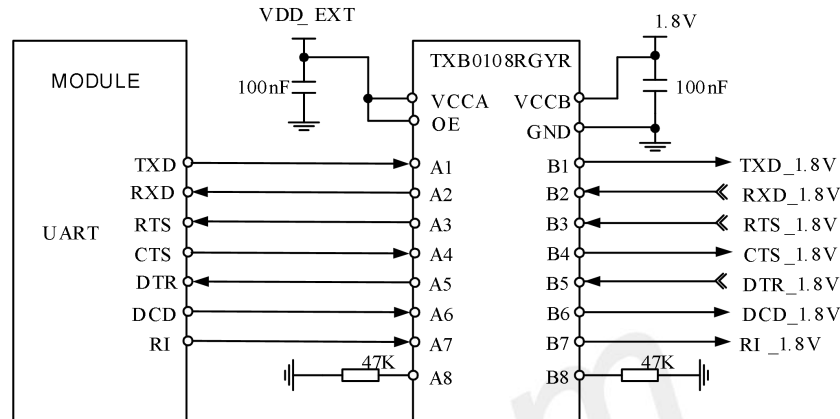 VDD_EXT 1.8V
MODULE TXB0108RGYR
100nF VCCA VCCB 100nF
OE GND
TXD A1 B1 TXD_1.8V
RXD A2 B2 RXD_1.8V
UART RTS A3 B3 RTS_1.8V
CTS A4 B4 CTS_1.8V
DTR A5 B5 DTR_1.8V
DCD A6 B6 DCD_1.8V
RI A7 B7 RI_1.8V
47K A8 B8 47K